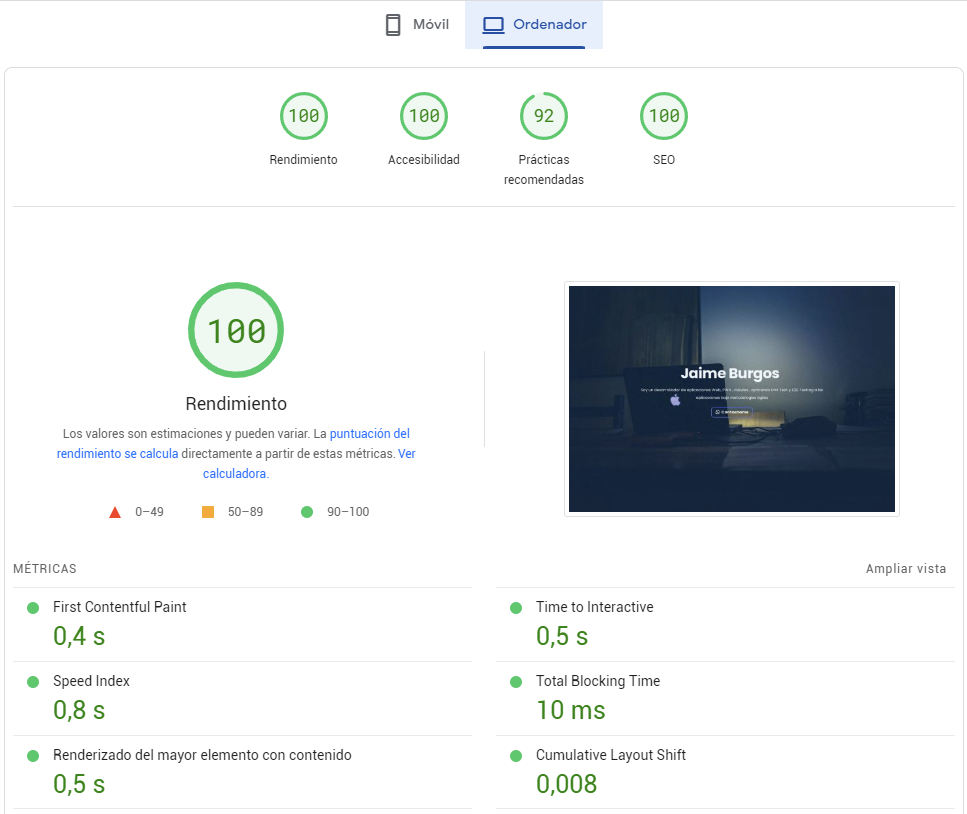 Móvil
Ordenador
100
100
92
100
Rendimiento
Accesibilidad
Prácticas
recomendadas
SEO
100
Rendimiento
Los valores son estimaciones y pueden variar. La puntuación del
rendimiento se calcula directamente a partir de estas métricas. Ver
calculadora.
0–49
50–89
90–100
Jaime Burgos
MÉTRICAS
Ampliar vista
First Contentful Paint
0,4 s
Time to Interactive
0,5 s
Speed Index
0,8 s
Total Blocking Time
10 ms
Renderizado del mayor elemento con contenido
0,5 s
Cumulative Layout Shift
0,008